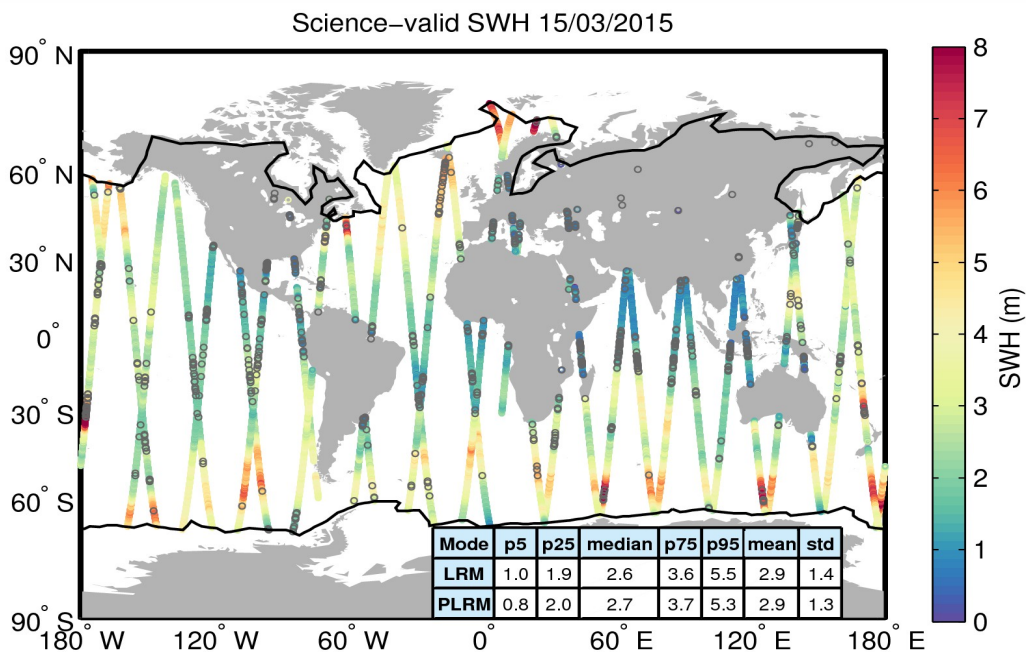 Science−valid SWH 15/03/2015
90° N
60° N
30° N
0°
30° S
60° S
90° S
180° W
120° W
60° W
0°
60° E
120° E
180° E
Mode p5 p25 median p75 p95 mean std
LRM 1.0 1.9 2.6 3.6 5.5 2.9 1.4
PLRM 0.8 2.0 2.7 3.7 5.3 2.9 1.3
8
7
6
5
4
3
2
1
0
SWH (m)